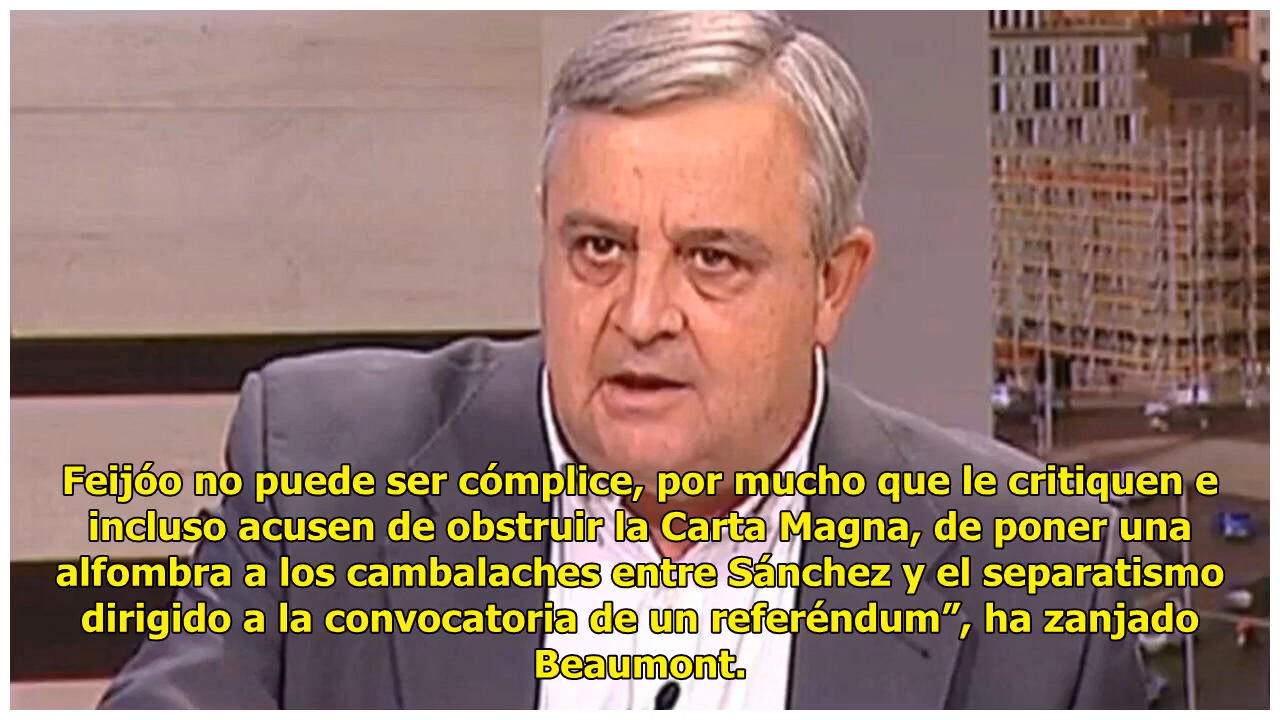 Feijóo no puede ser cómplice, por mucho que le critiquen e
incluso acusen de obstruir la Carta Magna, de poner una
alfombra a los cambalaches entre Sánchez y el separatismo
dirigido a la convocatoria de un referéndum”, ha zanjado
Beaumont.